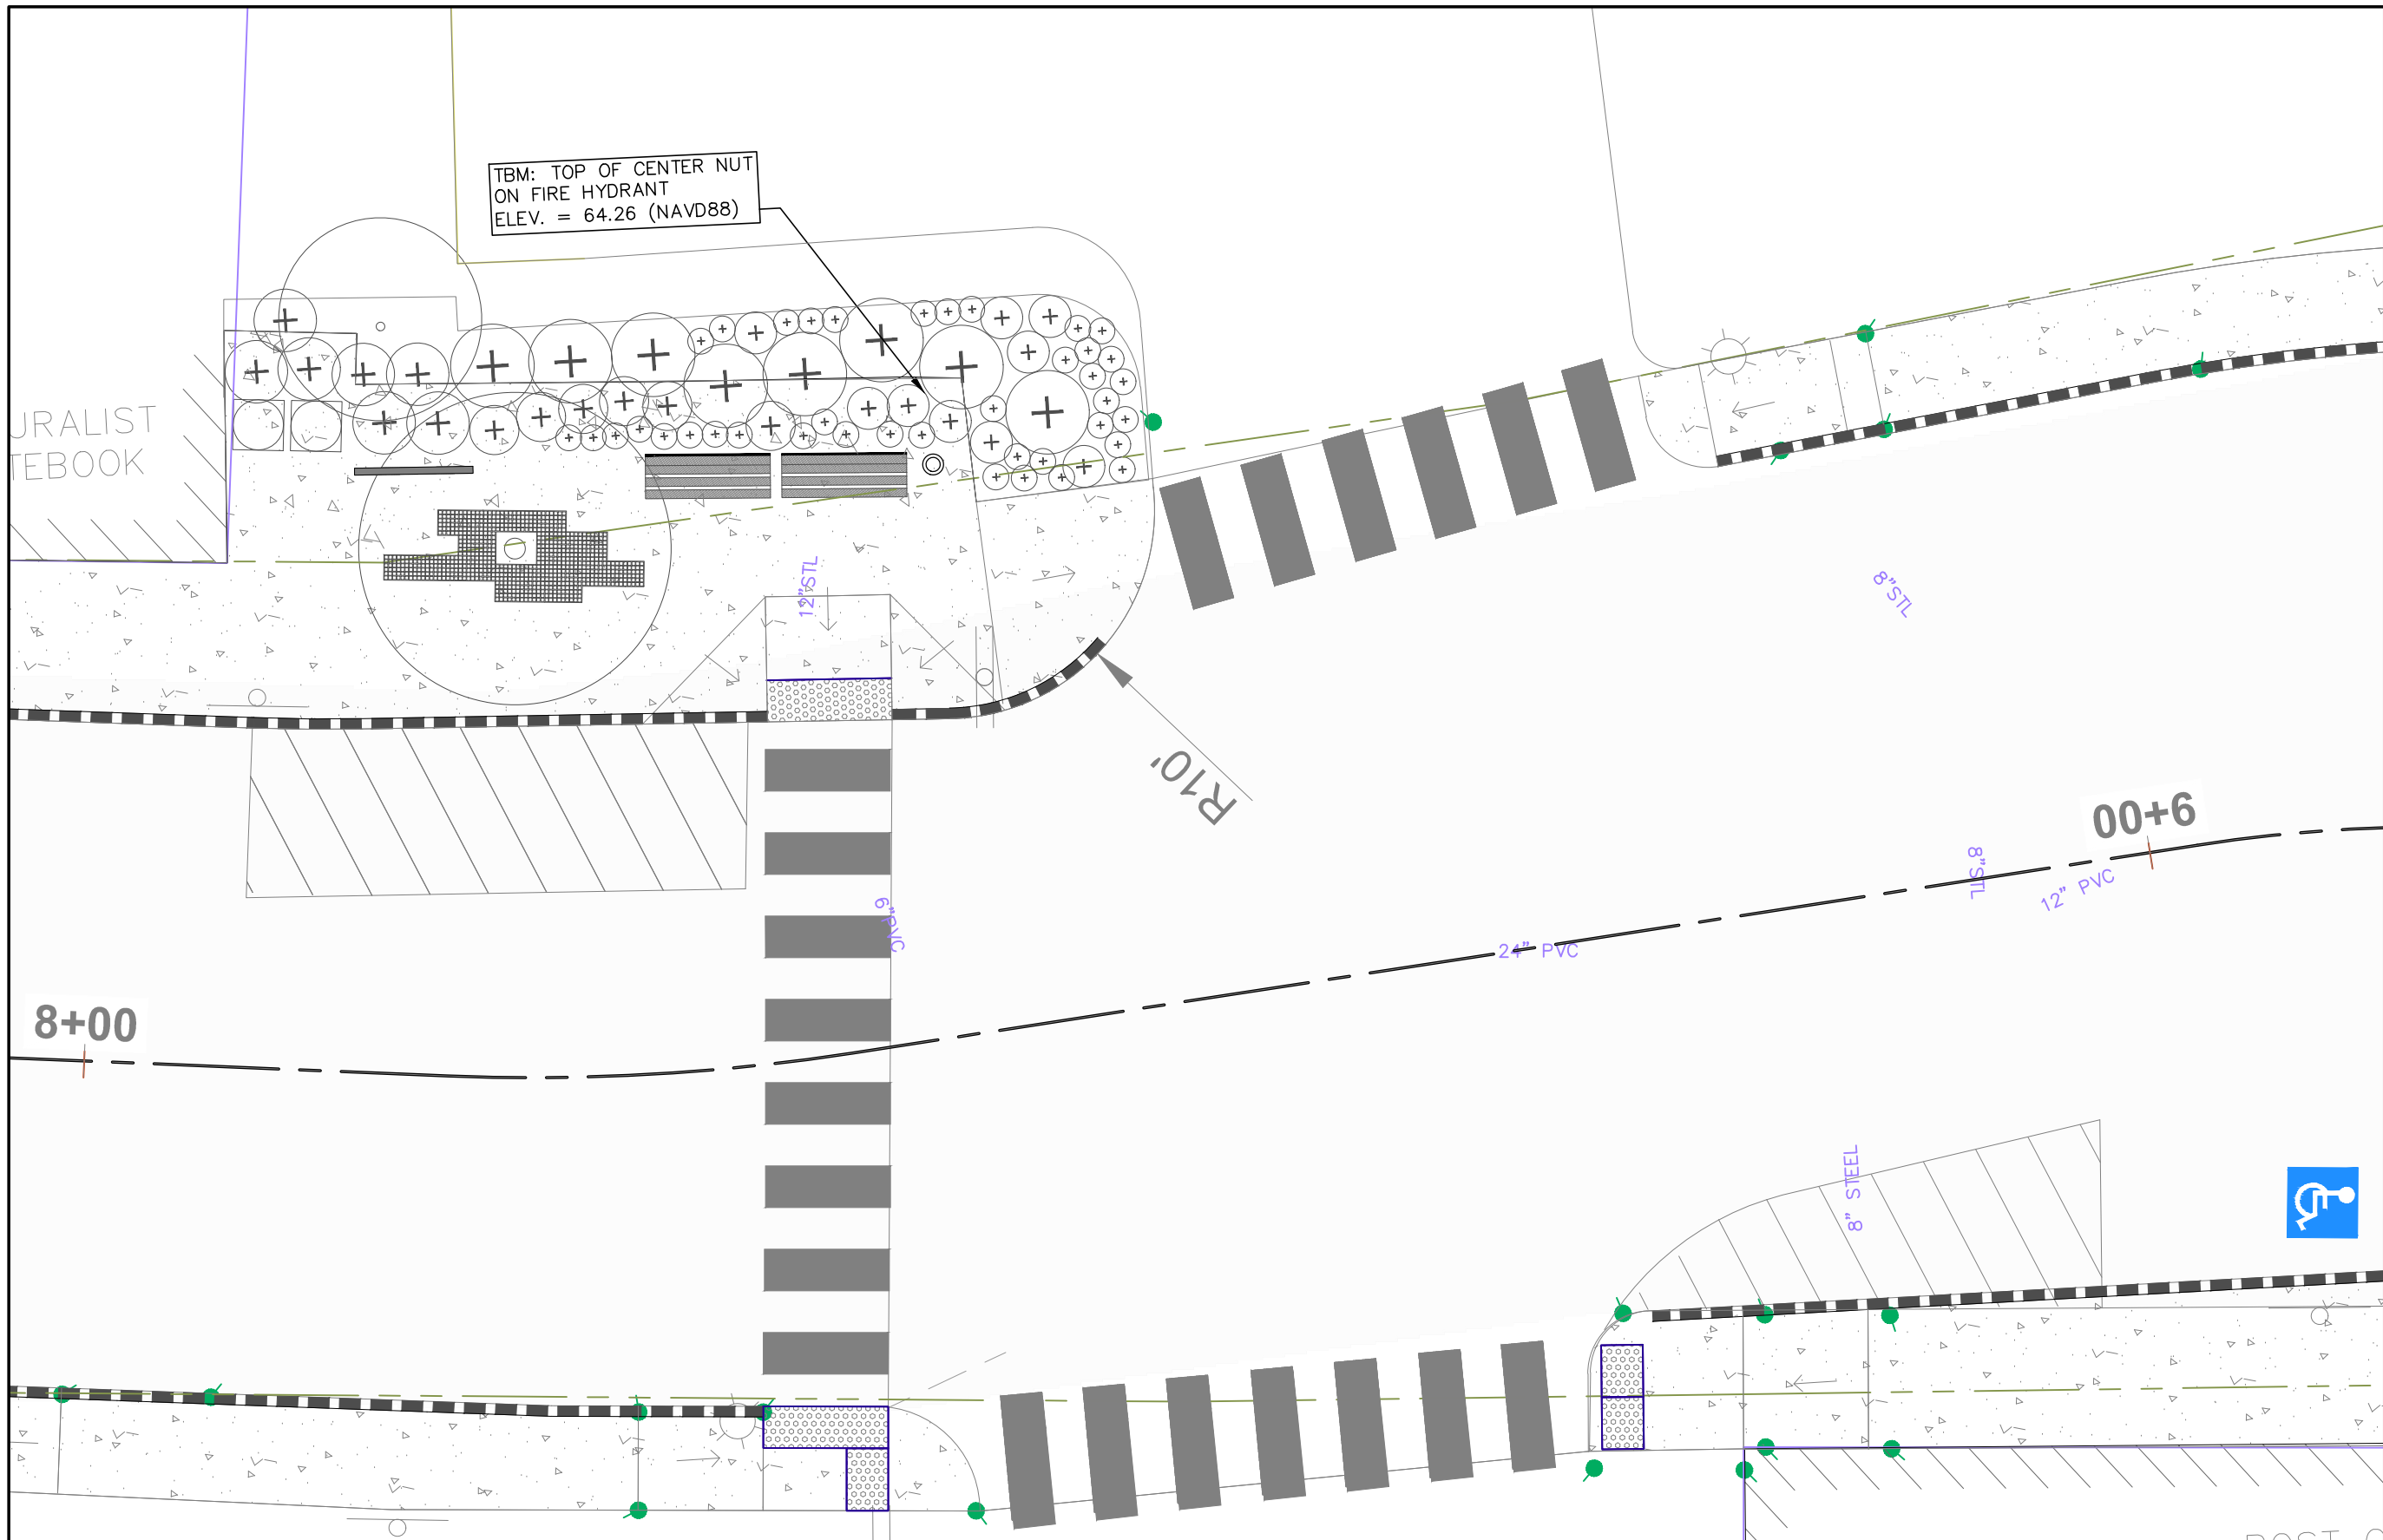 TBM: TOP OF CENTER NUT
ON FIRE HYDRANT
ELEV. = 64.26 (NAVD88)
URALIST
TEBOOK
12"STL
8"STL
R10'
9+00
8"STL
12" PVC
6"PVC
24" PVC
8+00
8" STEEL